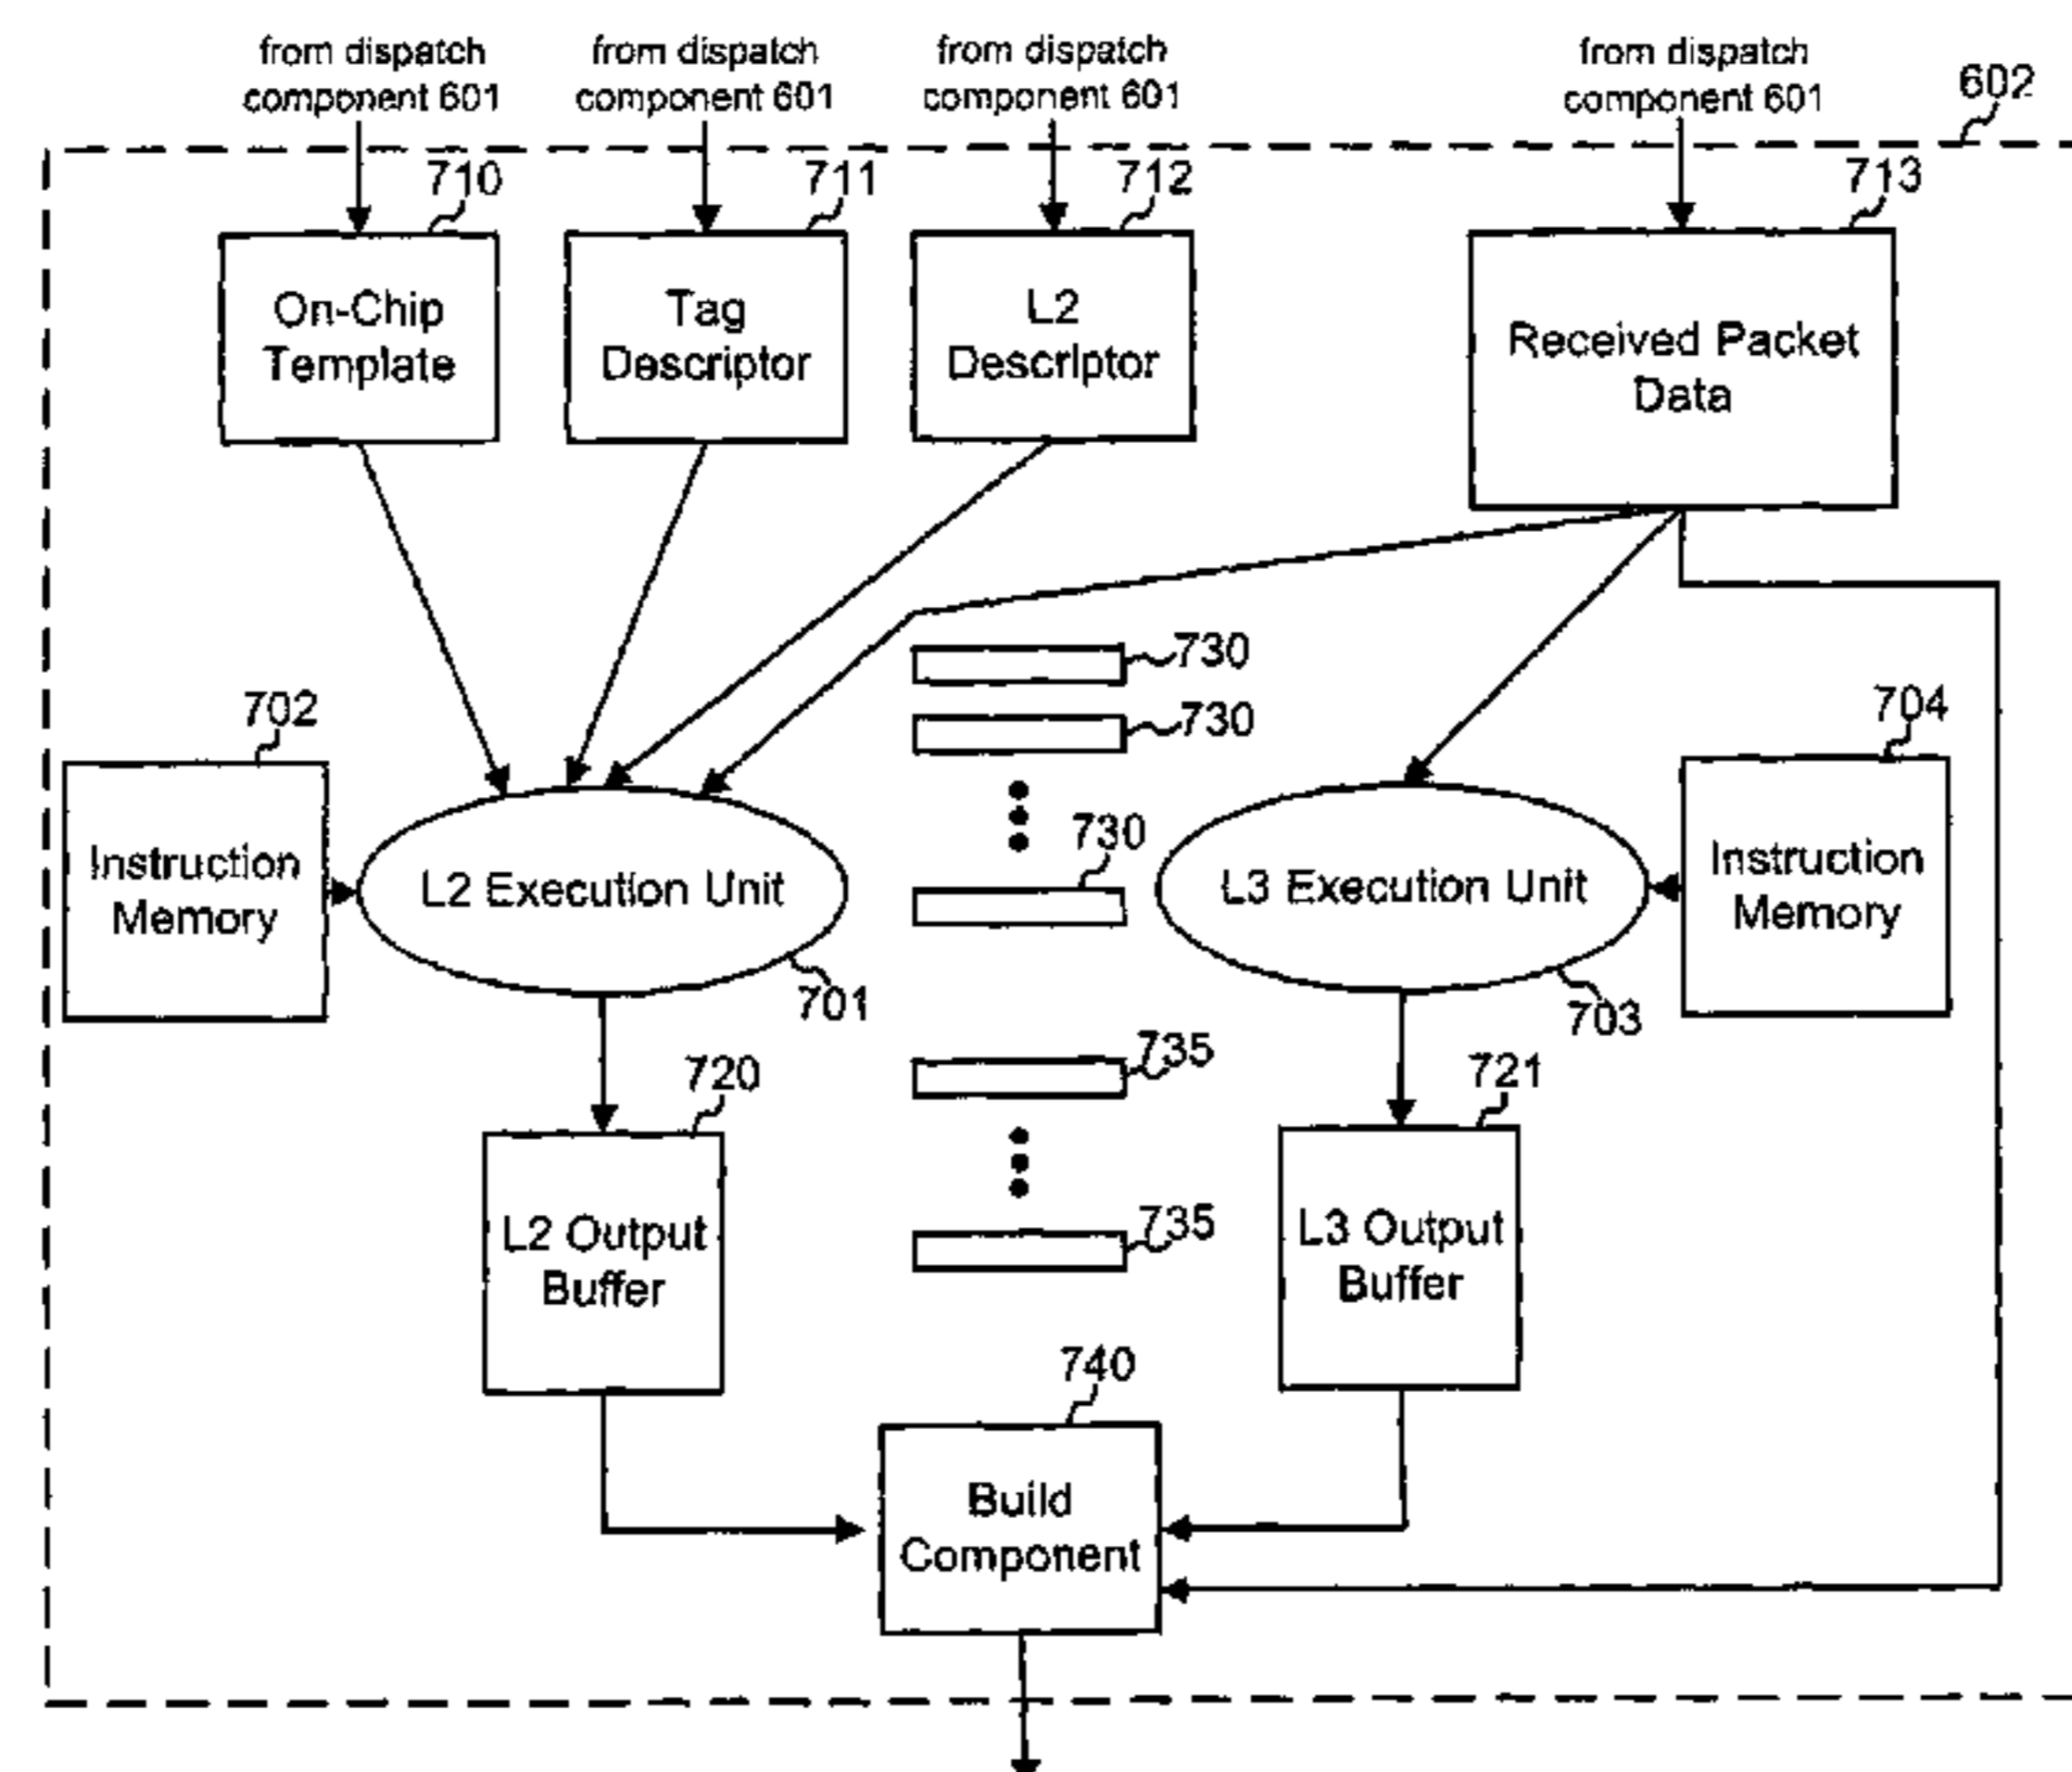 from dispatch
component 601
from dispatch
component 601
from dispatch
component 601
from dispatch
component 601
602
710
711
712
713
On-Chip
Template
Tag
Descriptor
L2
Descriptor
Received Packet
Data
730
730
730
702
704
Instruction
Memory
L2 Execution Unit
L3 Execution Unit
Instruction
Memory
701
703
735
720
721
L2 Output
Buffer
735
L3 Output
Buffer
740
Build
Component